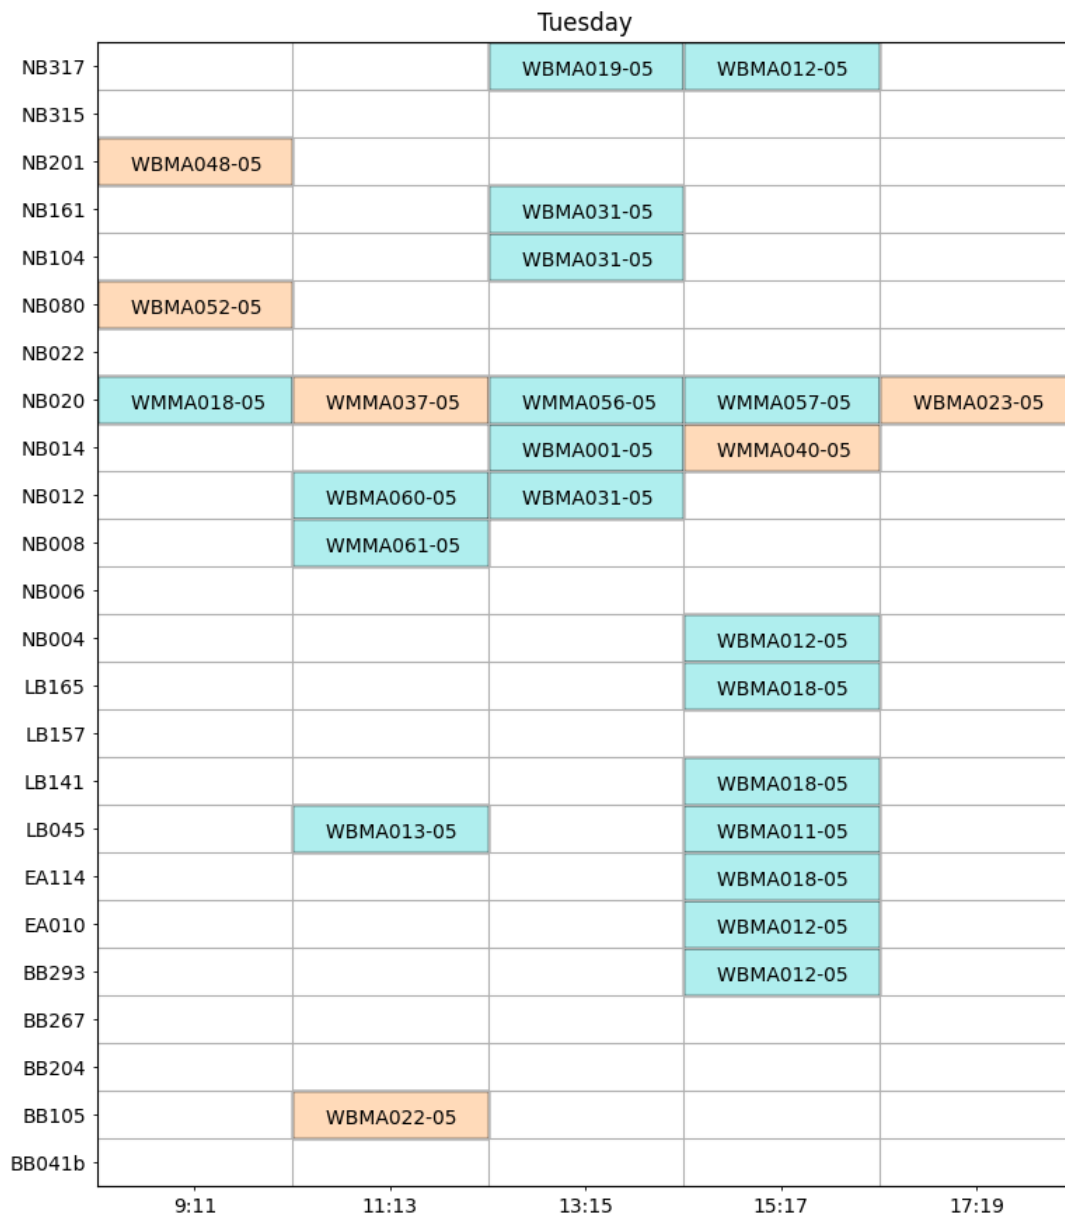 Tuesday
NB317 WBMA019-05 WBMA012-05
NB315
NB201 WBMA048-05
NB161 WBMA031-05
NB104 WBMA031-05
NB080 WBMA052-05
NB022
NB020 WMMA018-05 WMMA037-05 WMMA056-05 WMMA057-05 WBMA023-05
NB014 WBMA001-05 WMMA040-05
NB012 WBMA060-05 WBMA031-05
NB008 WMMA061-05
NB006
NB004 WBMA012-05
LB165 WBMA018-05
LB157
LB141 WBMA018-05
LB045 WBMA013-05 WBMA011-05
EA114 WBMA018-05
EA010 WBMA012-05
BB293 WBMA012-05
BB267
BB204
BB105 WBMA022-05
BB041b
9:11 11:13 13:15 15:17 17:19